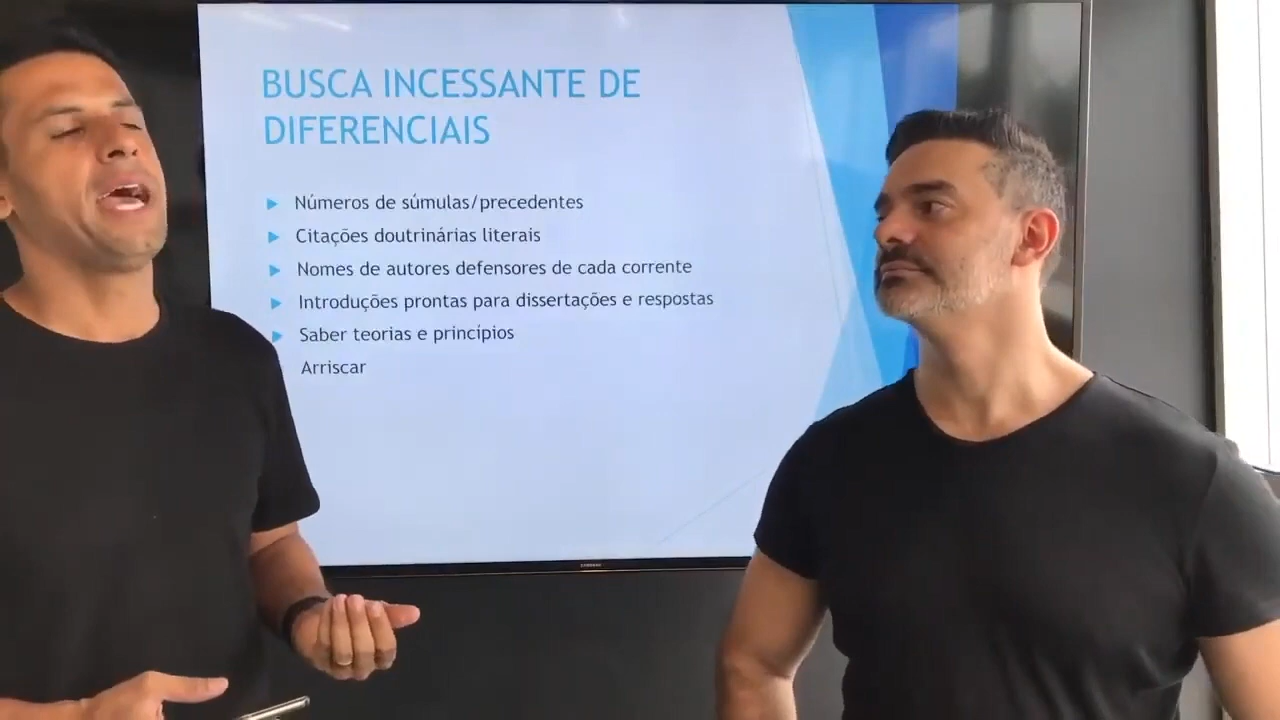 BUSCA INCESSANTE DE
DIFERENCIAIS
Números de súmulas/precedentes
Citações doutrinárias literais
Nomes de autores defensores de cada corrente
Introduções prontas para dissertações e respostas
Saber teorias e princípios
Arriscar
SAMSUNG